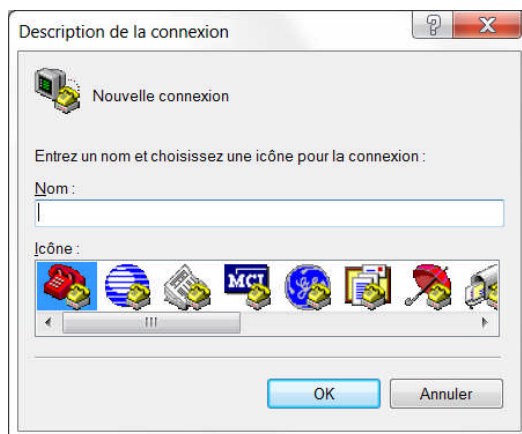 Description de la connexion
Nouvelle connexion
Entrez un nom et choisissez une icône pour la connexion :
Nom :
Icône :
MCI
OK
Annuler